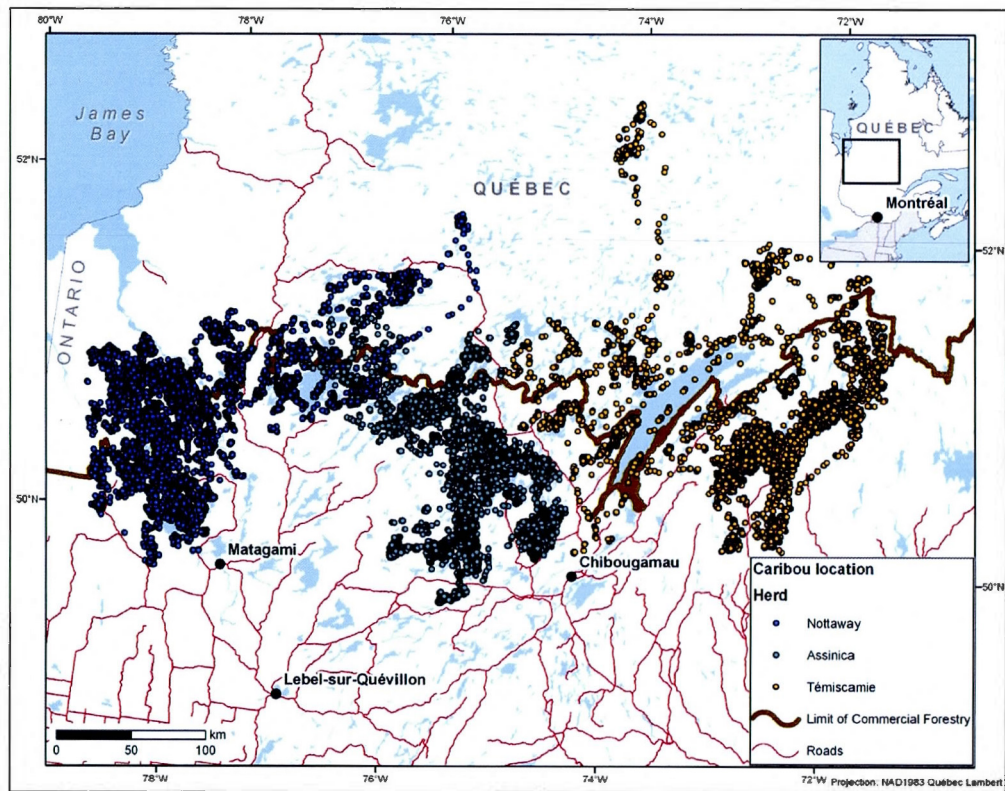 80°W 78°W 76°W 74°W 72°W
James
Bay
52°N
QUÉBEC
ONTARIO
50°N
Matagami
Chibougamau
Lebel-sur-Quévillon
QUÉBEC
Montréal
52°N
50°N
Caribou location
Herd
Nottaway
Assinica
Témiscamie
Limit of Commercial Forestry
Roads
km
0 50 100
78°W 76°W 74°W 72°W
Projection: NAD1983 Québec Lambert